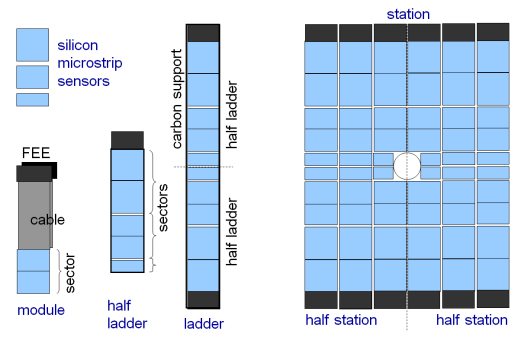 station
silicon
microstrip
sensors
FEE
cable
sector
module
sectors
half
ladder
carbon support
half ladder
half ladder
ladder
half station
half station